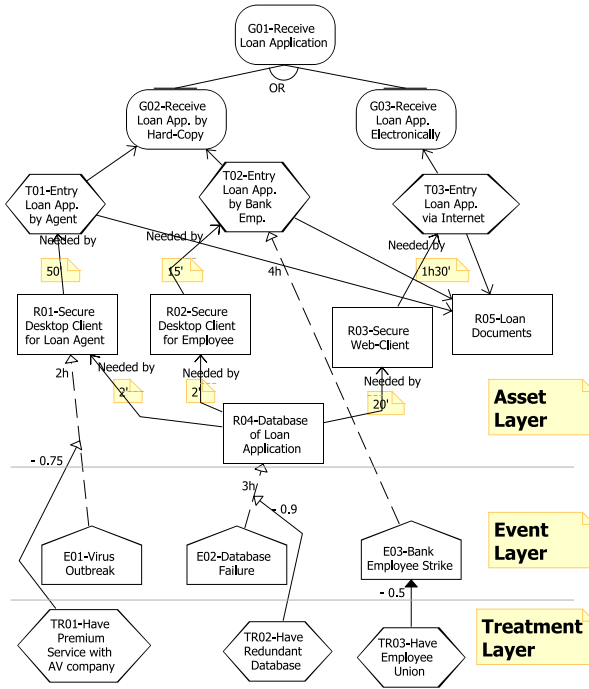 G01-Receive
Loan Application
OR
G02-Receive
Loan App. by
Hard-Copy
G03-Receive
Loan App.
Electronically
T01-Entry
Loan App.
by Agent
T02-Entry
Loan App.
by Bank
Emp.
T03-Entry
Loan App.
via Internet
Needed by
Needed by
Needed by
50'
15'
4h
1h30'
R01-Secure
Desktop Client
for Loan Agent
R02-Secure
Desktop Client
for Employee
R03-Secure
Web-Client
R05-Loan
Documents
2h
Needed by
Needed by
Needed by
2'
2'
20'
R04-Database
of Loan
Application
Asset
Layer
- 0.75
3h
- 0.9
E01-Virus
Outbreak
E02-Database
Failure
E03-Bank
Employee Strike
Event
Layer
- 0.5
TR01-Have
Premium
Service with
AV company
TR02-Have
Redundant
Database
TR03-Have
Employee
Union
Treatment
Layer